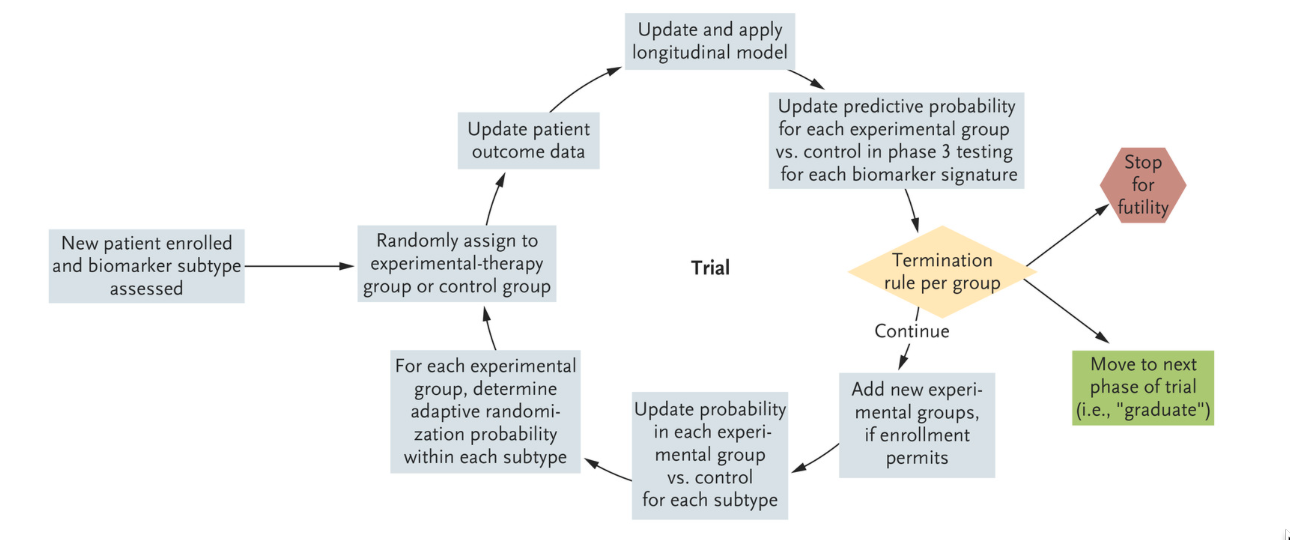 Update and apply
longitudinal model
Update predictive probability
for each experimental group
vs. control in phase 3 testing
for each biomarker signature
Update patient
outcome data
Stop
for
futility
New patient enrolled
and biomarker subtype
assessed
Randomly assign to
experimental-therapy
group or control group
Trial
Termination
rule per group
Continue
Move to next
phase of trial
(i.e., "graduate")
For each experimental
group, determine
adaptive randomi-
zation probability
within each subtype
Update probability
in each experi-
mental group
vs. control
for each subtype
Add new experi-
mental groups,
if enrollment
permits